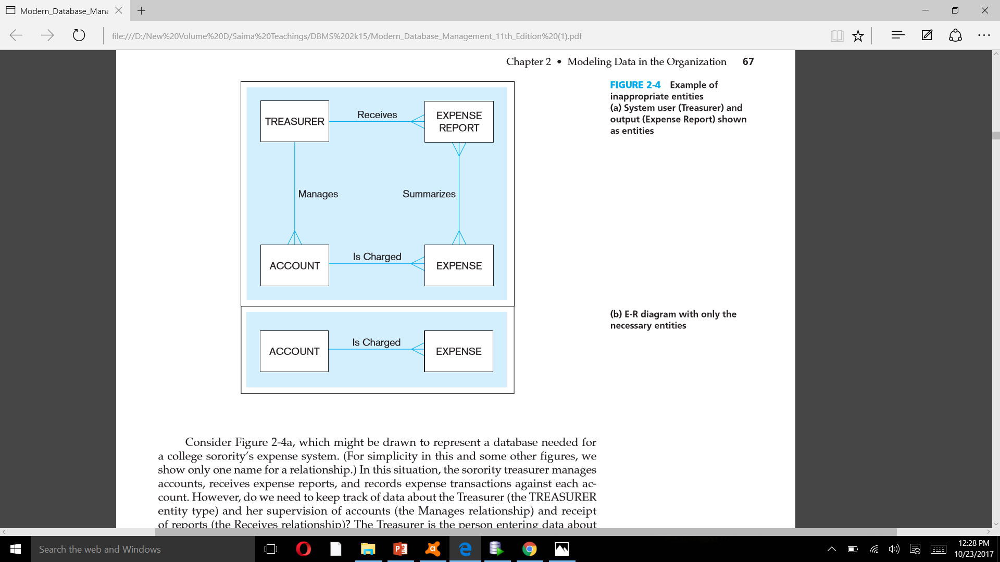 Modern_Database_Mana
file:///D:/New%20Volume%20D/Saima%20Teachings/DBMS%202k15/Modern_Database_Management_11th_Edition%20(1).pdf
Chapter 2 • Modeling Data in the Organization 67
FIGURE 2-4 Example of
inappropriate entities
(a) System user (Treasurer) and
output (Expense Report) shown
as entities
TREASURER
Receives
EXPENSE
REPORT
Manages
Summarizes
ACCOUNT
Is Charged
EXPENSE
(b) E-R diagram with only the
necessary entities
ACCOUNT
Is Charged
EXPENSE
Consider Figure 2-4a, which might be drawn to represent a database needed for
a college sorority's expense system. (For simplicity in this and some other figures, we
show only one name for a relationship.) In this situation, the sorority treasurer manages
accounts, receives expense reports, and records expense transactions against each ac-
count. However, do we need to keep track of data about the Treasurer (the TREASURER
entity type) and her supervision of accounts (the Manages relationship) and receipt
of reports (the Receives relationship)? The Treasurer is the person entering data about
Search the web and Windows
12:28 PM
10/23/2017